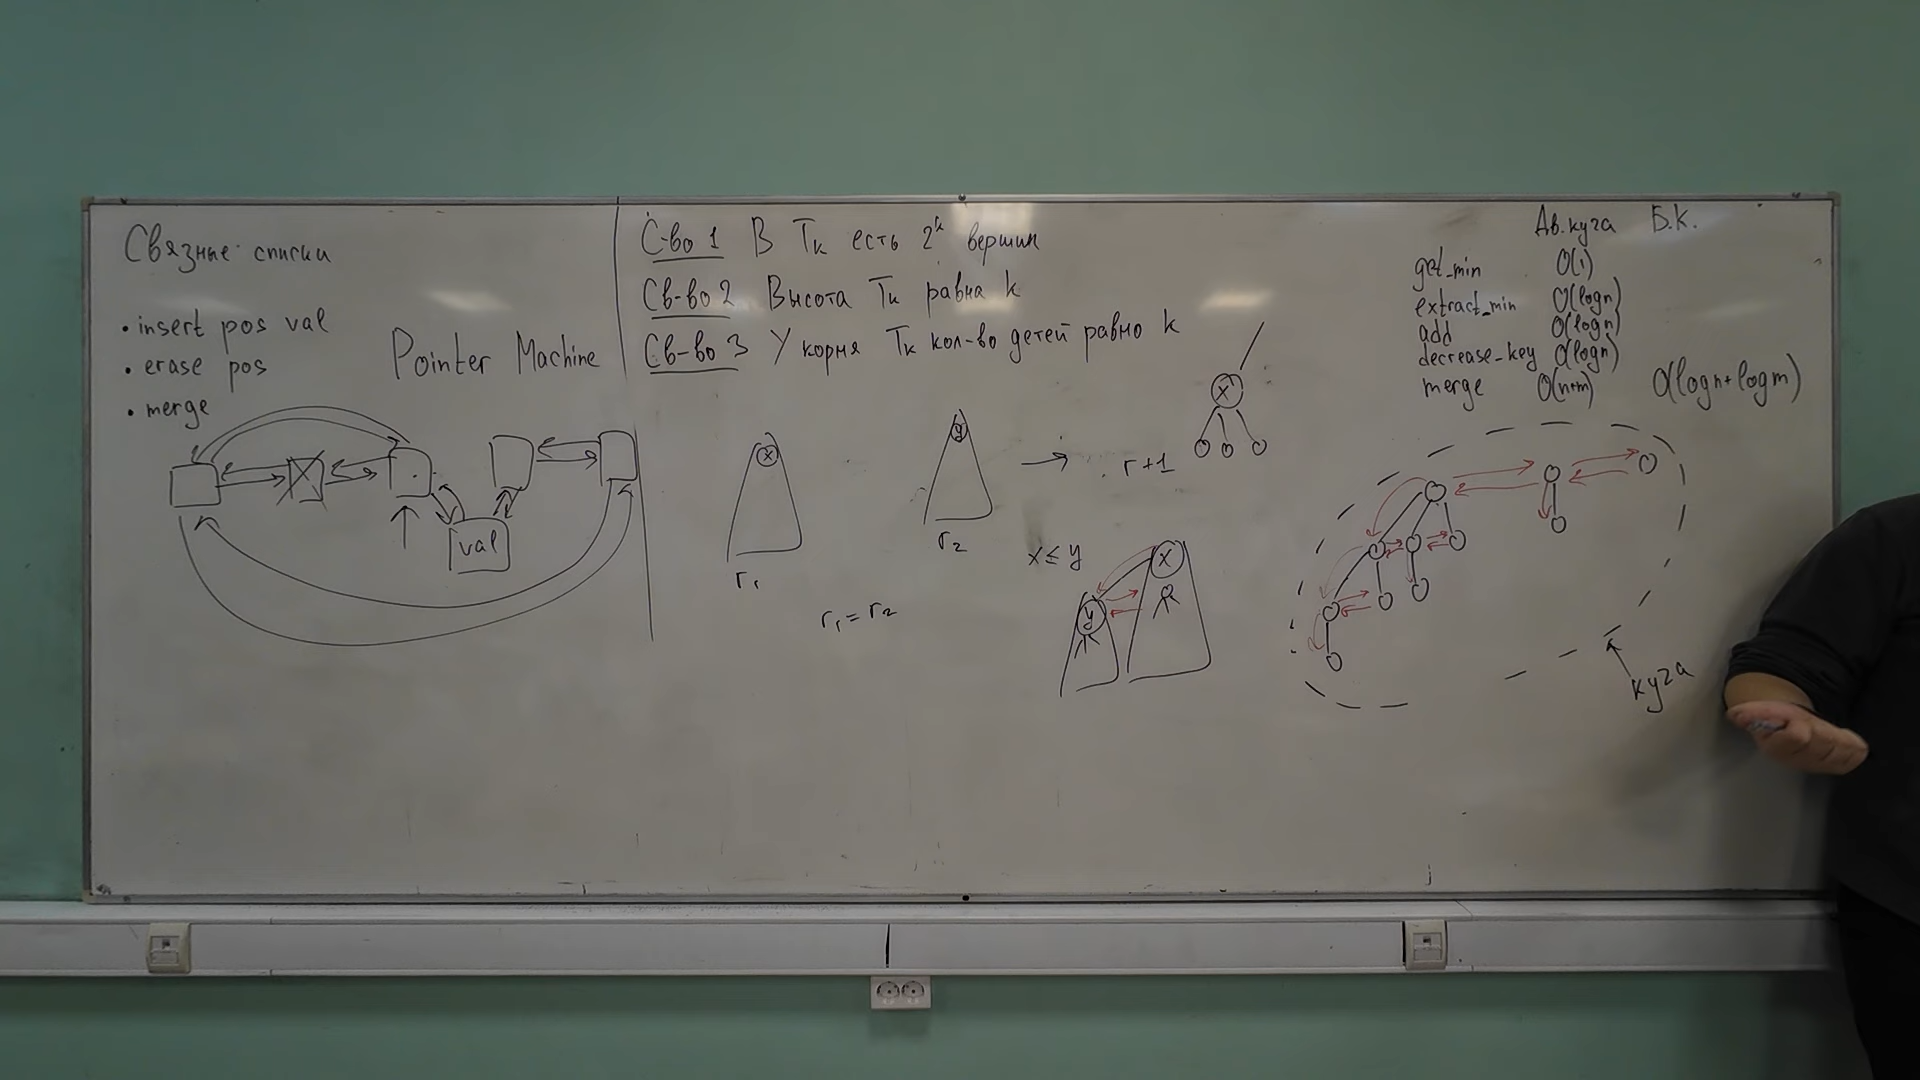 Связные списки
• insert pos val
• erase pos
• merge
Pointer Machine
val
С-во 1 В Tk есть 2^k вершин
Св-во 2 Высота Tk равна k
Св-во 3 У корня Tk кол-во детей равно k
x
r₁
y
r₂
r₁ = r₂
→ r+1
x
x ≤ y
y
x
Дв. куча Б.К.
get_min O(1)
extract_min O(log n)
add O(log n)
decrease_key O(log n)
merge O(n+m) O(log n + log m)
куча